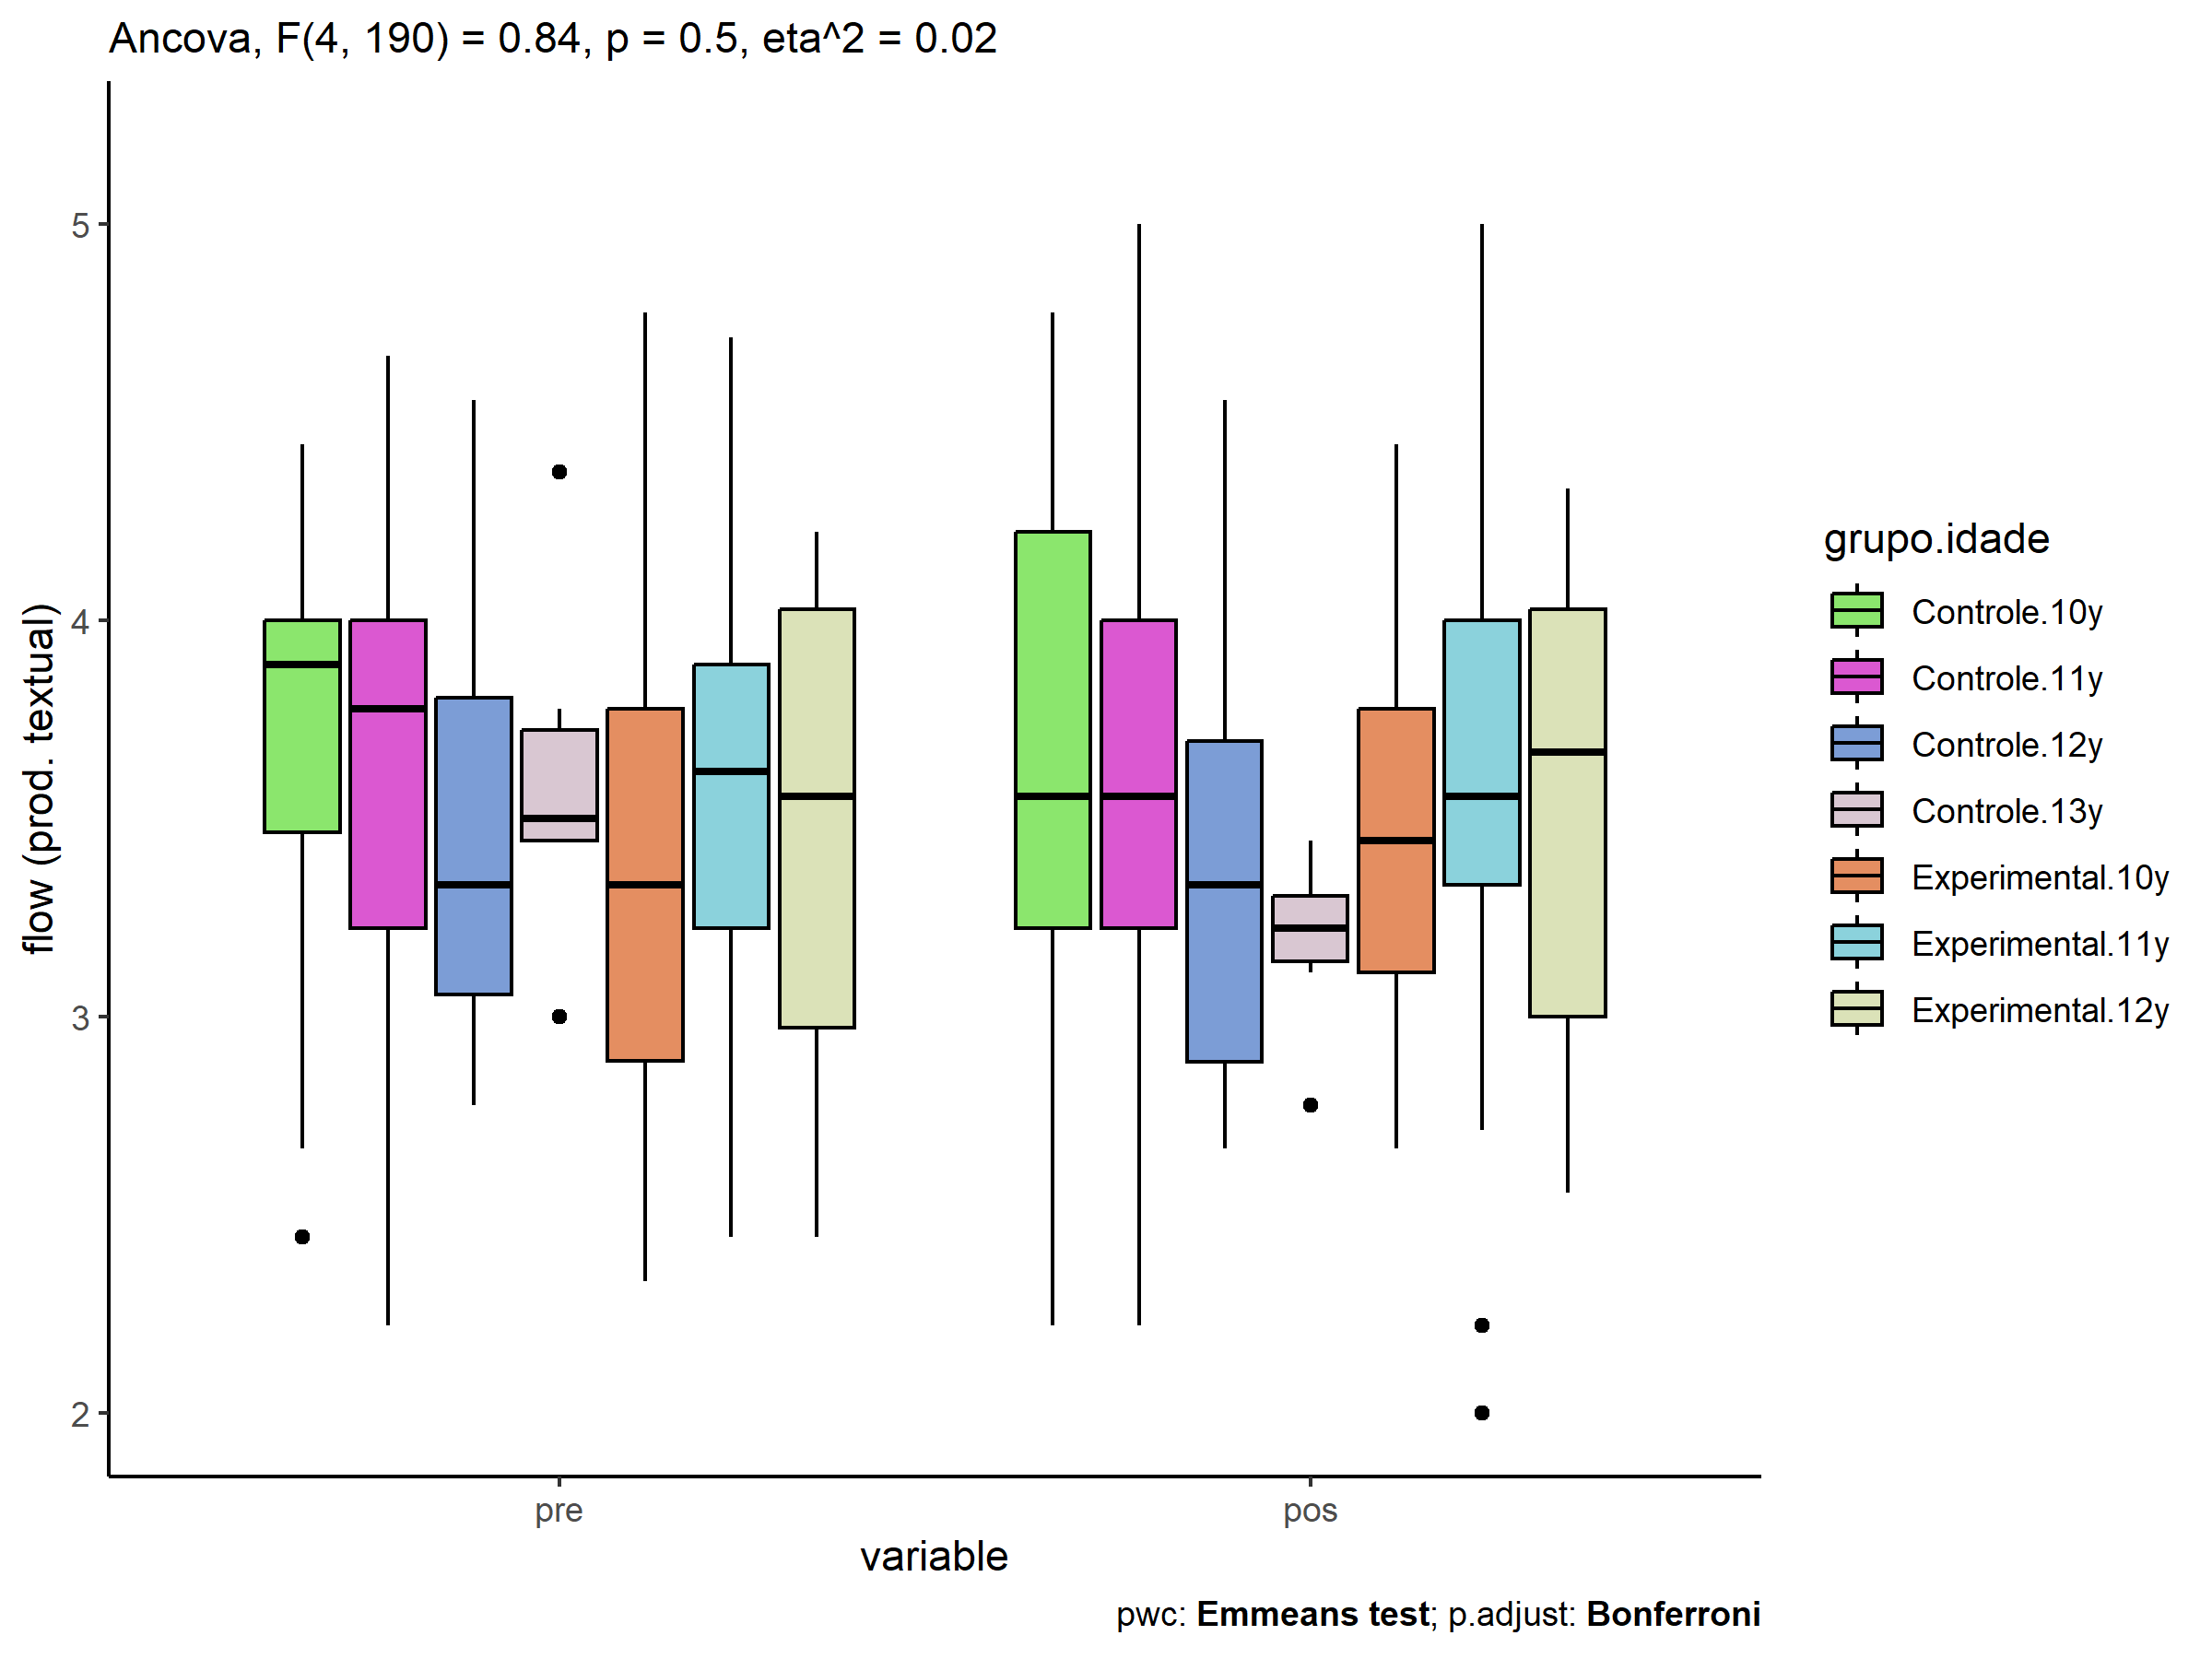 Ancova, F(4, 190) = 0.84, p = 0.5, eta^2 = 0.02
flow (prod. textual)
5
4
3
2
pre
pos
variable
grupo.idade
Controle.10y
Controle.11y
Controle.12y
Controle.13y
Experimental.10y
Experimental.11y
Experimental.12y
pwc: Emmeans test; p.adjust: Bonferroni